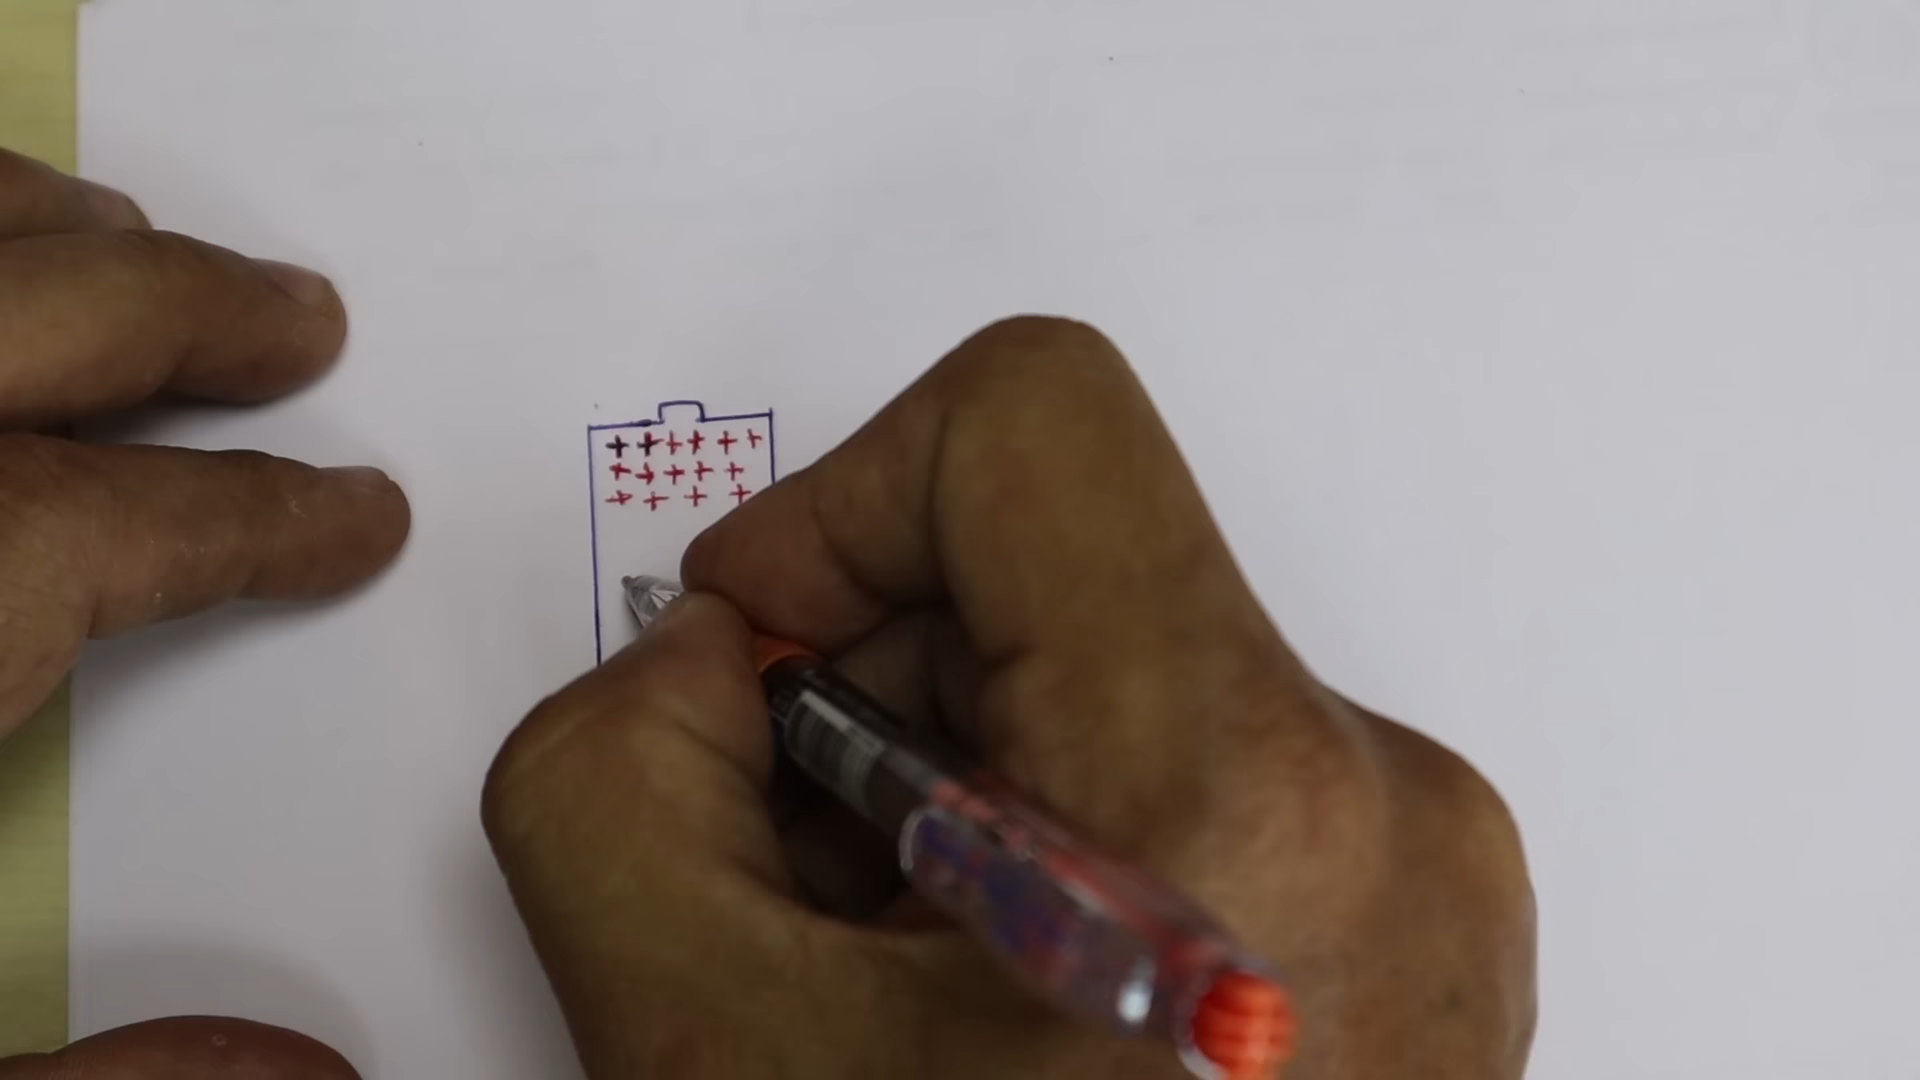 + + + + + +
+ + + + +
+ + + +